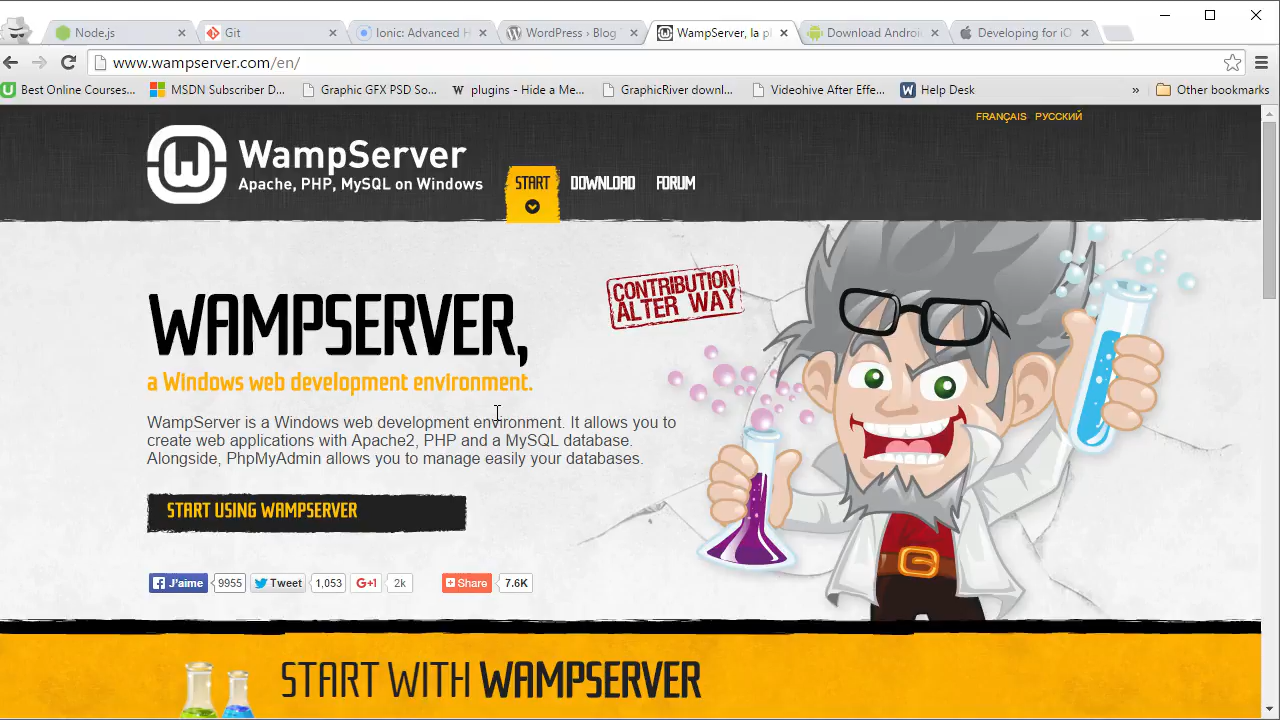 Node.js
Git
Ionic: Advanced H
WordPress › Blog
WampServer, la pl
Download Androi
Developing for iO
www.wampserver.com/en/
Best Online Courses...
MSDN Subscriber D...
Graphic GFX PSD So...
plugins - Hide a Me...
GraphicRiver downl...
Videohive After Effe...
Help Desk
»
Other bookmarks
FRANÇAIS РУССКИЙ
WampServer
Apache, PHP, MySQL on Windows
START
DOWNLOAD
FORUM
CONTRIBUTION
ALTER WAY
WAMPSERVER,
a Windows web development environment.
WampServer is a Windows web development environment. It allows you to
create web applications with Apache2, PHP and a MySQL database.
Alongside, PhpMyAdmin allows you to manage easily your databases.
START USING WAMPSERVER
J'aime 9955 Tweet 1,053 G+1 2k Share 7.6K
START WITH WAMPSERVER